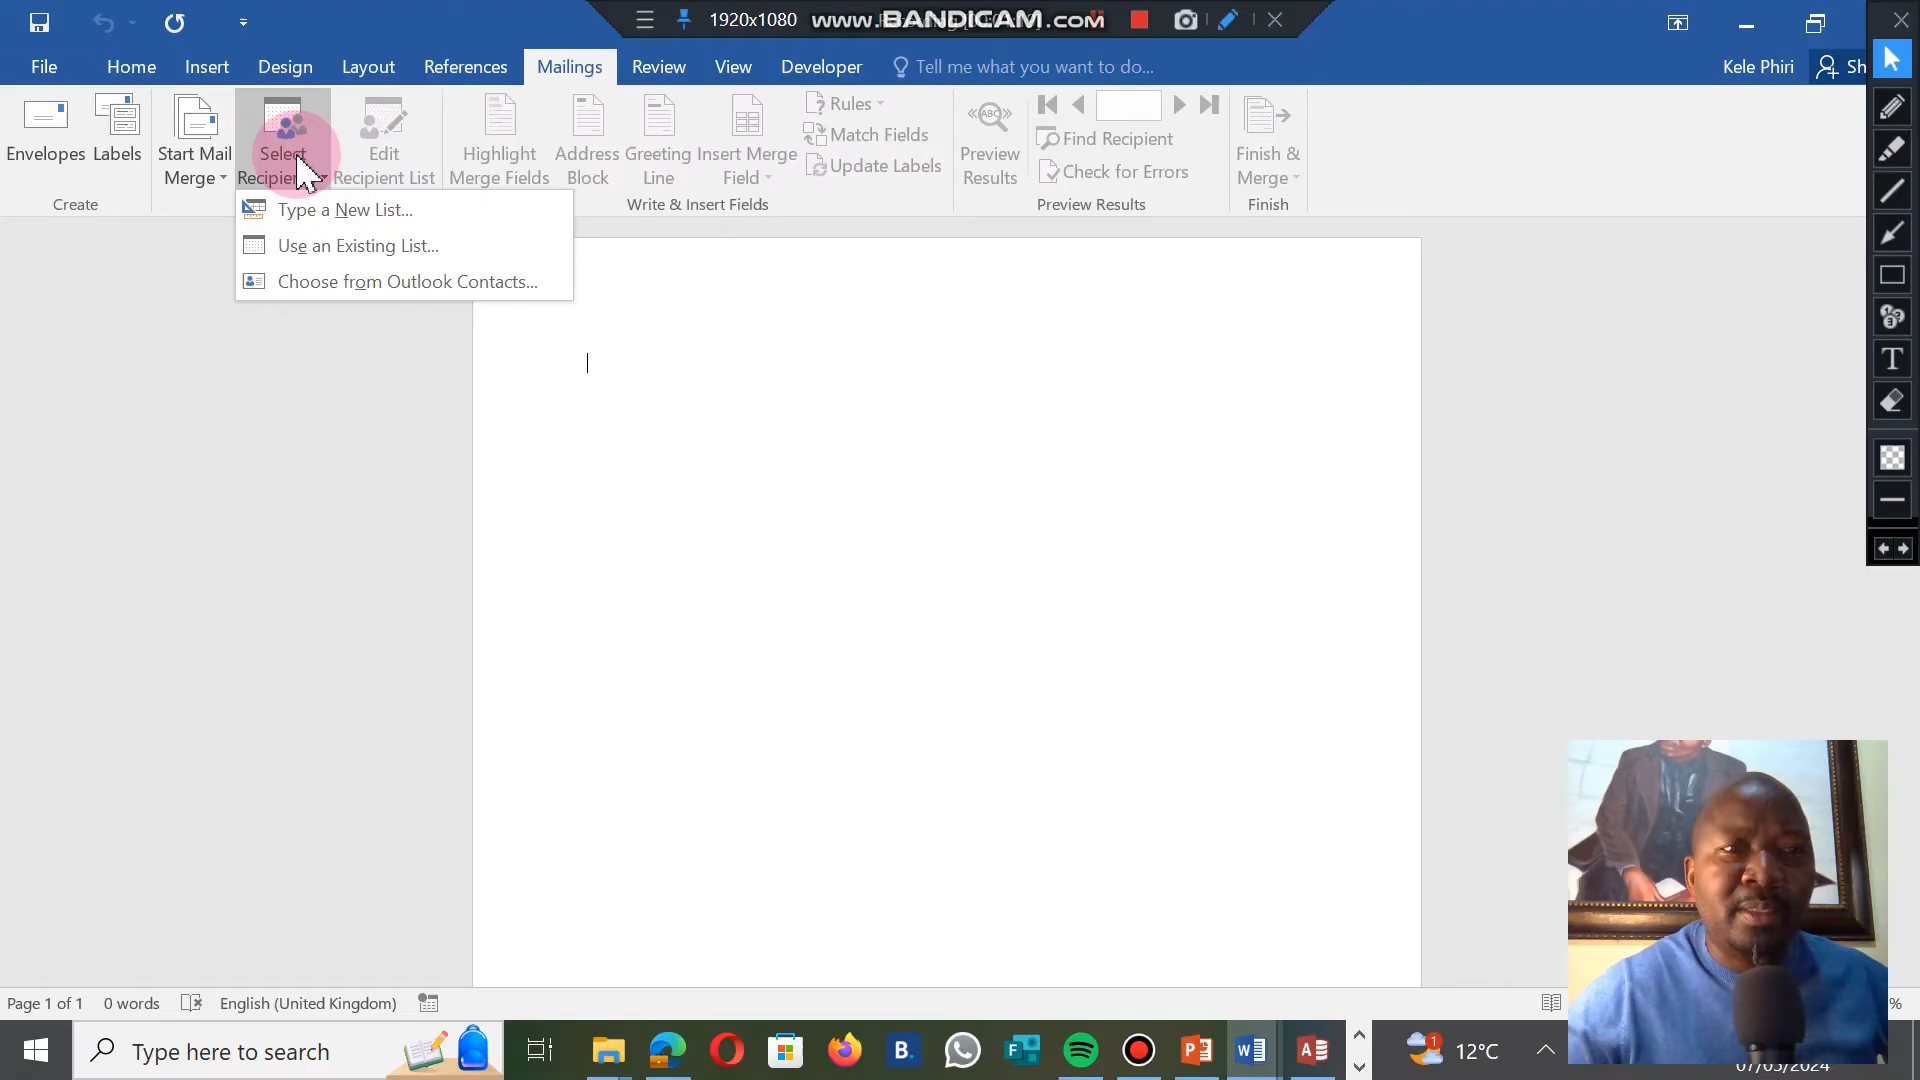 1920x1080 www.BANDICAM.com
File Home Insert Design Layout References Mailings Review View Developer Tell me what you want to do... Kele Phiri Sh
Envelopes Labels Start Mail Merge Select Edit Recipient List Highlight Merge Fields Address Block Greeting Line Insert Merge Field
Rules
Match Fields
Update Labels
Preview Results
Find Recipient
Check for Errors
Finish & Merge
Create Write & Insert Fields Preview Results Finish
Type a New List...
Use an Existing List...
Choose from Outlook Contacts...
T
Page 1 of 1 0 words English (United Kingdom) %
Type here to search 1 12°C